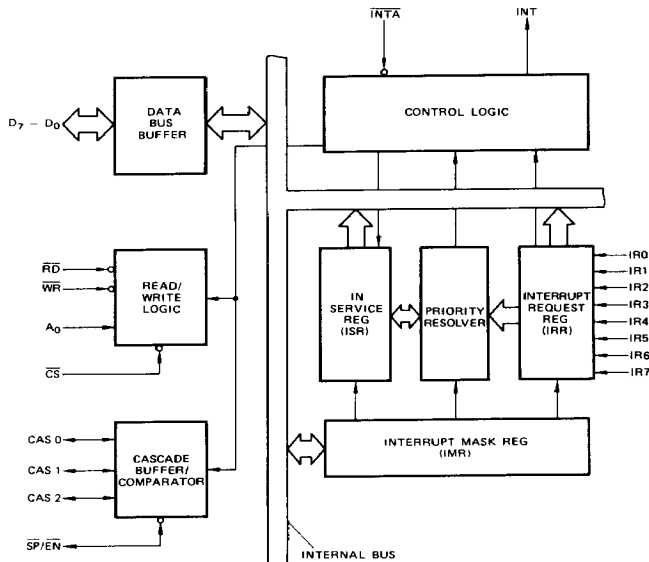 INTA
INT
D7 - D0
DATA
BUS
BUFFER
CONTROL LOGIC
RD
WR
A0
CS
READ/
WRITE
LOGIC
IN
SERVICE
REG
(ISR)
PRIORITY
RESOLVER
INTERRUPT
REQUEST
REG
(IRR)
IR0
IR1
IR2
IR3
IR4
IR5
IR6
IR7
CAS 0
CAS 1
CAS 2
SP/EN
CASCADE
BUFFER/
COMPARATOR
INTERRUPT MASK REG
(IMR)
INTERNAL BUS